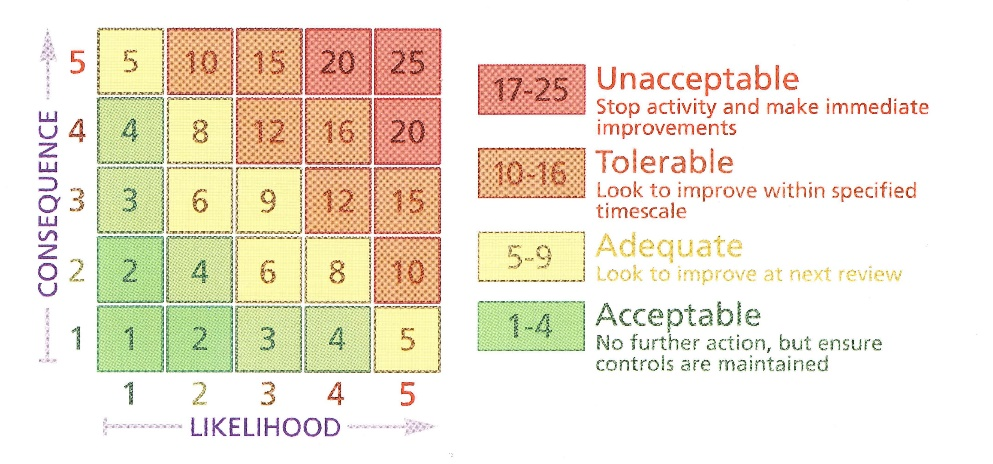 CONSEQUENCE
5 5 10 15 20 25
4 4 8 12 16 20
3 3 6 9 12 15
2 2 4 6 8 10
1 1 2 3 4 5
1 2 3 4 5
LIKELIHOOD
17-25 Unacceptable
Stop activity and make immediate
improvements
10-16 Tolerable
Look to improve within specified
timescale
5-9 Adequate
Look to improve at next review
1-4 Acceptable
No further action, but ensure
controls are maintained